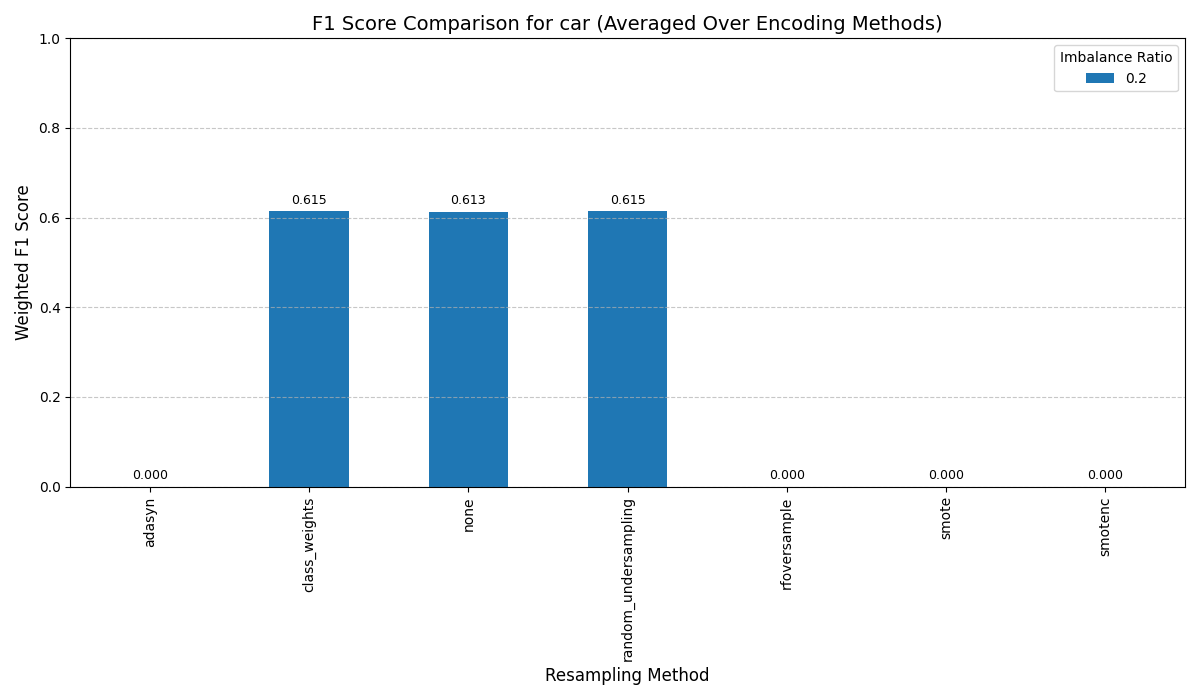 F1 Score Comparison for car (Averaged Over Encoding Methods)
Weighted F1 Score
1.0
0.8
0.6
0.4
0.2
0.0
Imbalance Ratio
0.2
0.000
0.615
0.613
0.615
0.000
0.000
0.000
adasyn
class_weights
none
random_undersampling
rfoversample
smote
smotenc
Resampling Method